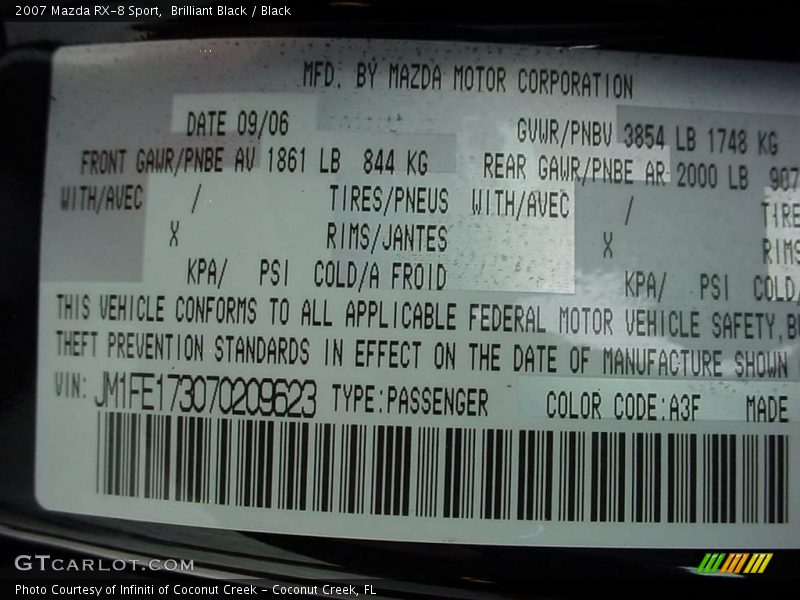 2007 Mazda RX-8 Sport, Brilliant Black / Black
MFD. BY MAZDA MOTOR CORPORATION
DATE 09/06 GVWR/PNBV 3854 LB 1748 KG
FRONT GAWR/PNBE AV 1861 LB 844 KG REAR GAWR/PNBE AR 2000 LB 907
WITH/AVEC / TIRES/PNEUS WITH/AVEC / TIRE
X RIMS/JANTES X RIMS
KPA/ PSI COLD/A FROID KPA/ PSI COLD/
THIS VEHICLE CONFORMS TO ALL APPLICABLE FEDERAL MOTOR VEHICLE SAFETY,B
THEFT PREVENTION STANDARDS IN EFFECT ON THE DATE OF MANUFACTURE SHOWN
VIN: JM1FE173070209623 TYPE:PASSENGER COLOR CODE:A3F MADE
GTCARLOT.COM
Photo Courtesy of Infiniti of Coconut Creek - Coconut Creek, FL